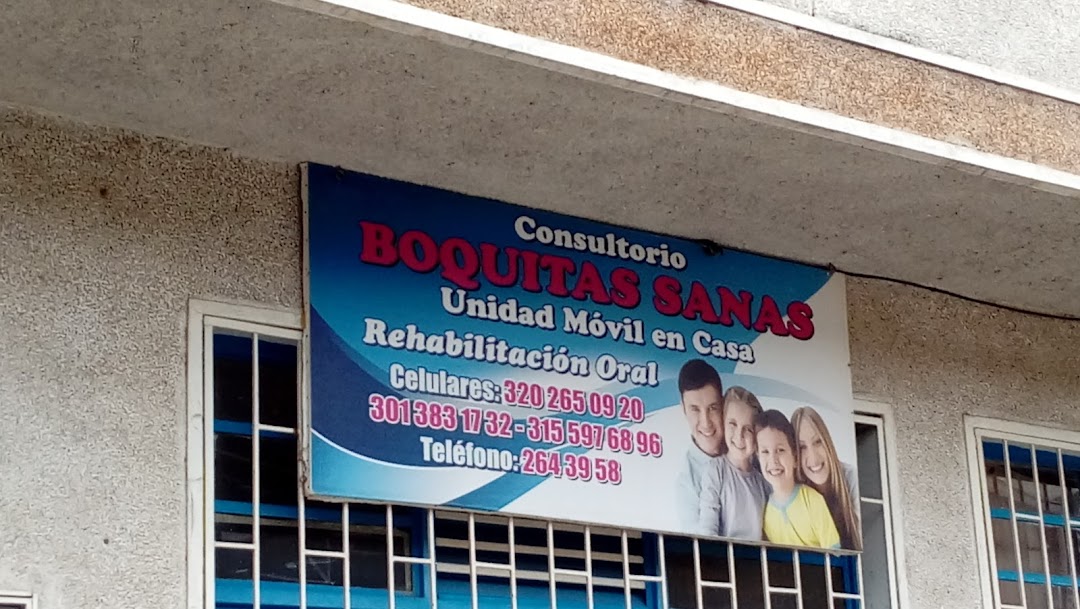 Consultorio
BOQUITAS SANAS
Unidad Móvil en Casa
Rehabilitación Oral
Celulares: 320 265 09 20
301 383 17 32 - 315 597 68 96
Teléfono: 264 39 58